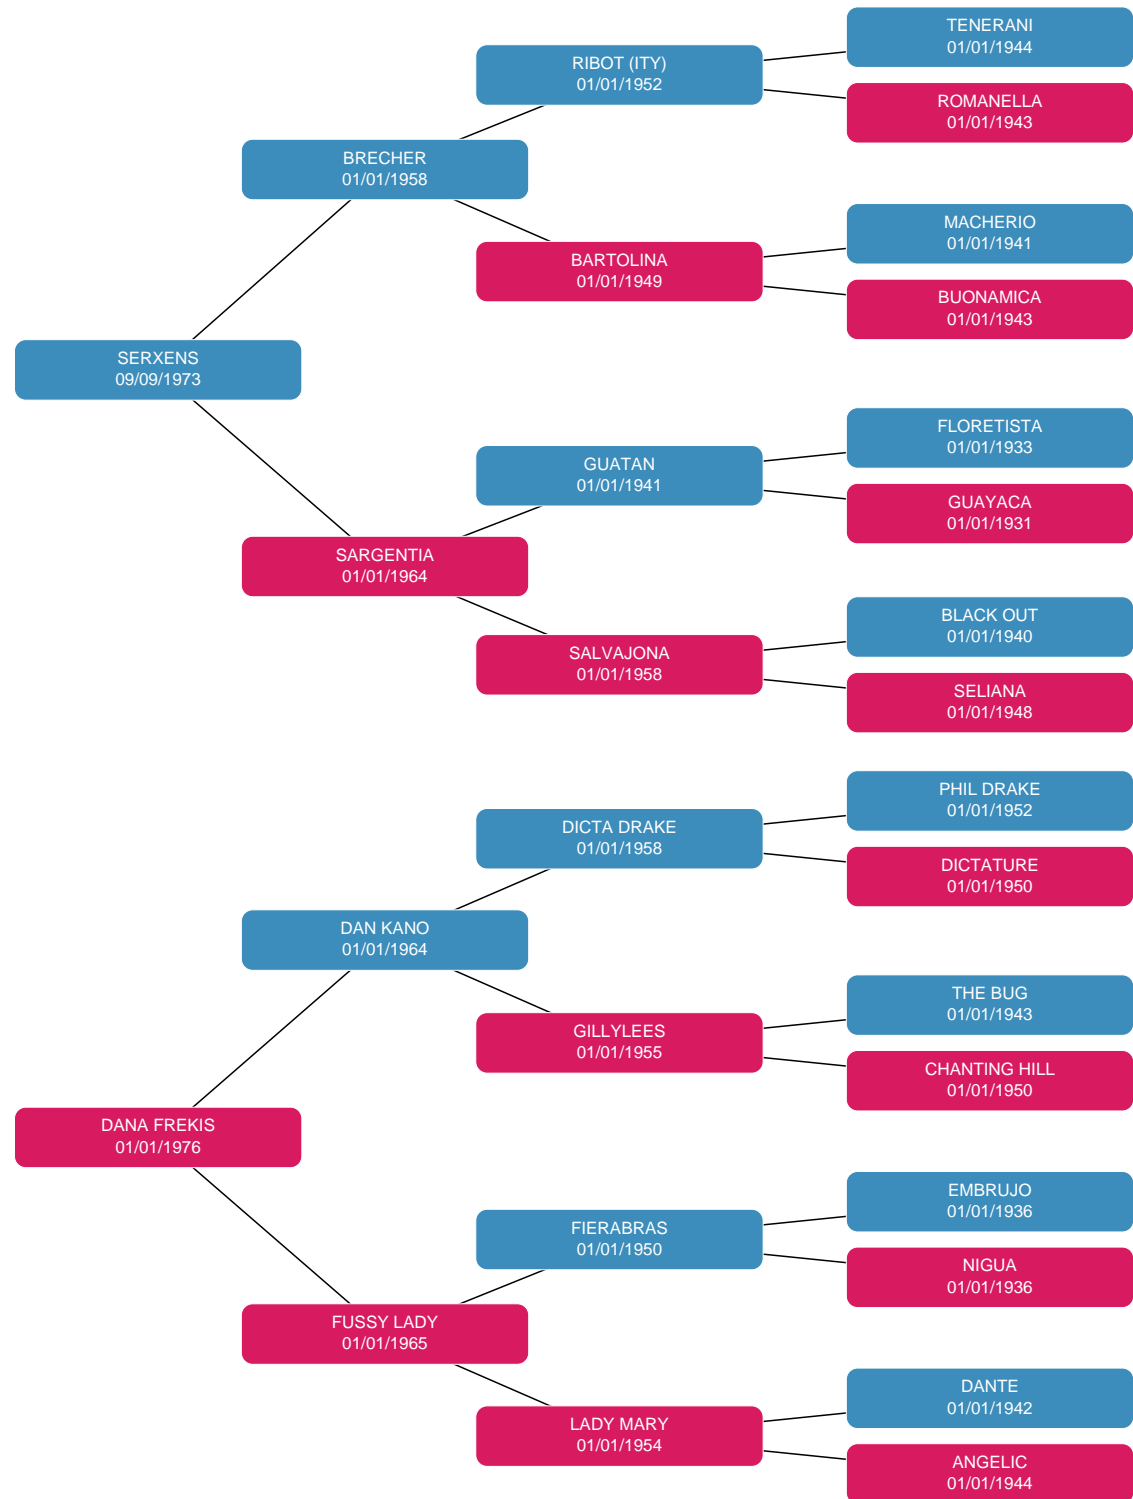 TENERANI
01/01/1944
RIBOT (ITY)
01/01/1952
ROMANELLA
01/01/1943
BRECHER
01/01/1958
MACHERIO
01/01/1941
BARTOLINA
01/01/1949
BUONAMICA
01/01/1943
SERXENS
09/09/1973
FLORETISTA
01/01/1933
GUATAN
01/01/1941
GUAYACA
01/01/1931
SARGENTIA
01/01/1964
BLACK OUT
01/01/1940
SALVAJONA
01/01/1958
SELIANA
01/01/1948
PHIL DRAKE
01/01/1952
DICTA DRAKE
01/01/1958
DICTATURE
01/01/1950
DAN KANO
01/01/1964
THE BUG
01/01/1943
GILLYLEES
01/01/1955
CHANTING HILL
01/01/1950
DANA FREKIS
01/01/1976
EMBRUJO
01/01/1936
FIERABRAS
01/01/1950
NIGUA
01/01/1936
FUSSY LADY
01/01/1965
DANTE
01/01/1942
LADY MARY
01/01/1954
ANGELIC
01/01/1944